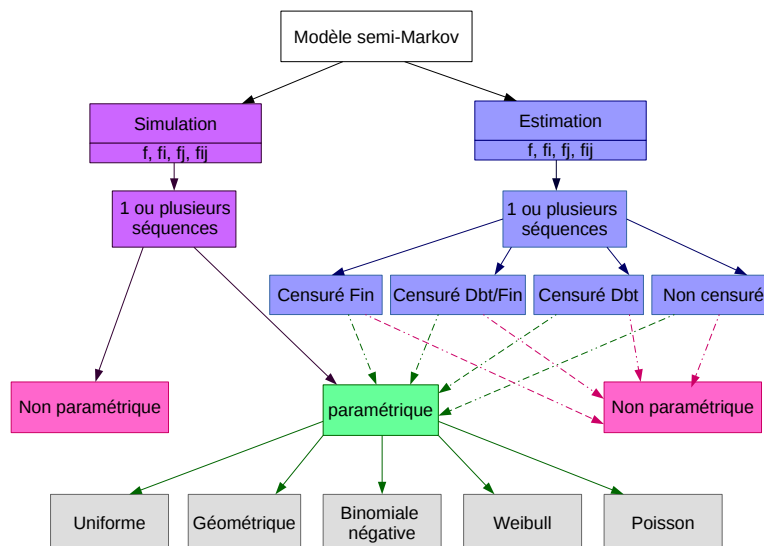 Modèle semi-Markov
Simulation
f, fi, fj, fij
Estimation
f, fi, fj, fij
1 ou plusieurs
séquences
1 ou plusieurs
séquences
Censuré Fin
Censuré Dbt/Fin
Censuré Dbt
Non censuré
Non paramétrique
paramétrique
Non paramétrique
Uniforme
Géométrique
Binomiale
négative
Weibull
Poisson